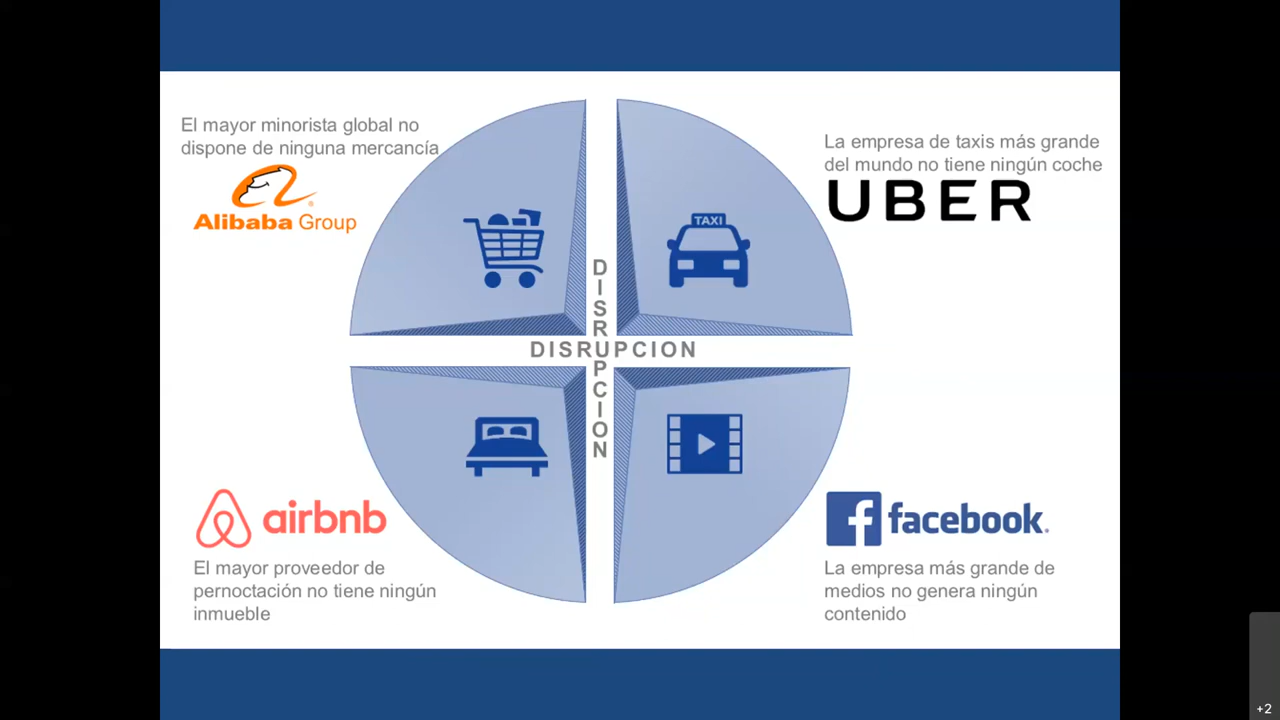 El mayor minorista global no
dispone de ninguna mercancía
Alibaba Group
La empresa de taxis más grande
del mundo no tiene ningún coche
UBER
TAXI
DISRUPCION
DISRUPCION
airbnb
El mayor proveedor de
pernoctación no tiene ningún
inmueble
facebook
La empresa más grande de
medios no genera ningún
contenido
+2